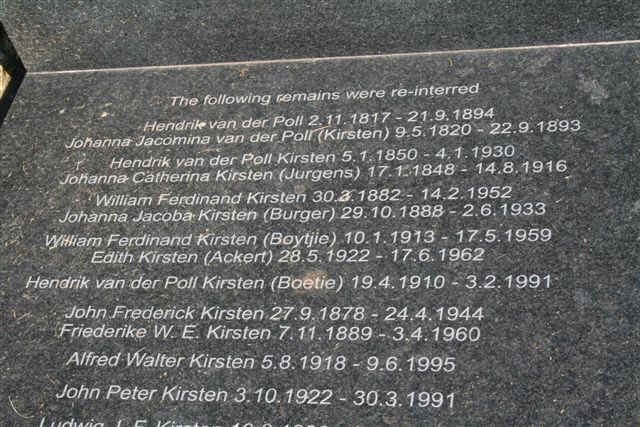 The following remains were re-interred
Hendrik van der Poll 2.11.1817 - 21.9.1894
Johanna Jacomina van der Poll (Kirsten) 9.5.1820 - 22.9.1893
Hendrik van der Poll Kirsten 5.1.1850 - 4.1.1930
Johanna Catherina Kirsten (Jurgens) 17.1.1848 - 14.8.1916
William Ferdinand Kirsten 30.3.1882 - 14.2.1952
Johanna Jacoba Kirsten (Burger) 29.10.1888 - 2.6.1933
William Ferdinand Kirsten (Boytjie) 10.1.1913 - 17.5.1959
Edith Kirsten (Ackert) 28.5.1922 - 17.6.1962
Hendrik van der Poll Kirsten (Boetie) 19.4.1910 - 3.2.1991
John Frederick Kirsten 27.9.1878 - 24.4.1944
Friederike W. E. Kirsten 7.11.1889 - 3.4.1960
Alfred Walter Kirsten 5.8.1918 - 9.6.1995
John Peter Kirsten 3.10.1922 - 30.3.1991
Ludwig J. F. Kirsten